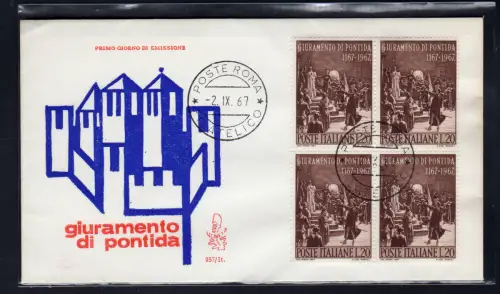 PRIMO GIORNO DI EMISSIONE
giuramento
di pontida
957/It.
POSTE ROMA
-2. IX. 67
FILATELICO
GIURAMENTO DI PONTIDA
1167-1967
POSTE ITALIANE L.20
GIURAMENTO DI PONTIDA
1167-1967
POSTE ITALIANE L.20
GIURAMENTO DI PONTIDA
1167-1967
POSTE ITALIANE L.20
GIURAMENTO DI PONTIDA
1167-1967
POSTE ITALIANE L.20